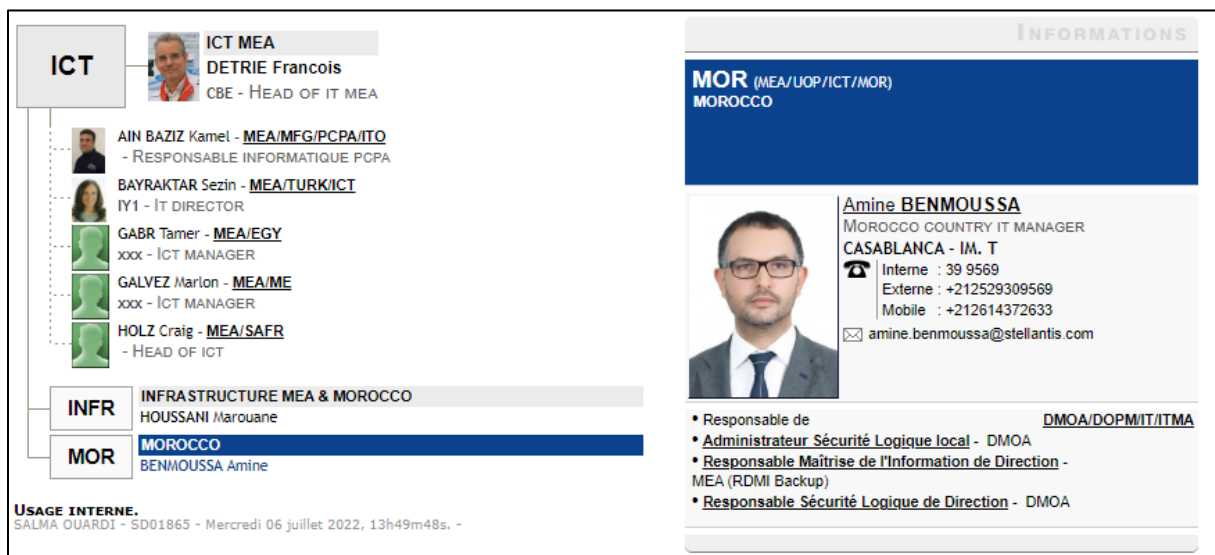 ICT
ICT MEA
DETRIE Francois
CBE - HEAD OF IT MEA
AIN BAZIZ Kamel - MEA/MFG/PCPA/ITO
- RESPONSABLE INFORMATIQUE PCPA
BAYRAKTAR Sezin - MEA/TURK/ICT
IY1 - IT DIRECTOR
GABR Tamer - MEA/EGY
xxx - ICT MANAGER
GALVEZ Marlon - MEA/ME
xxx - ICT MANAGER
HOLZ Craig - MEA/SAFR
- HEAD OF ICT
INFR
INFRASTRUCTURE MEA & MOROCCO
HOUSSANI Marouane
MOR
MOROCCO
BENMOUSSA Amine
USAGE INTERNE.
SALMA OUARDI - SD01865 - Mercredi 06 juillet 2022, 13h49m48s. -
INFORMATIONS
MOR (MEA/UOP/ICT/MOR)
MOROCCO
Amine BENMOUSSA
MOROCCO COUNTRY IT MANAGER
CASABLANCA - IM. T
Interne : 39 9569
Externe : +212529309569
Mobile : +212614372633
amine.benmoussa@stellantis.com
• Responsable de DMOA/DOPM/IT/ITMA
• Administrateur Sécurité Logique local - DMOA
• Responsable Maîtrise de l'Information de Direction -
MEA (RDMI Backup)
• Responsable Sécurité Logique de Direction - DMOA